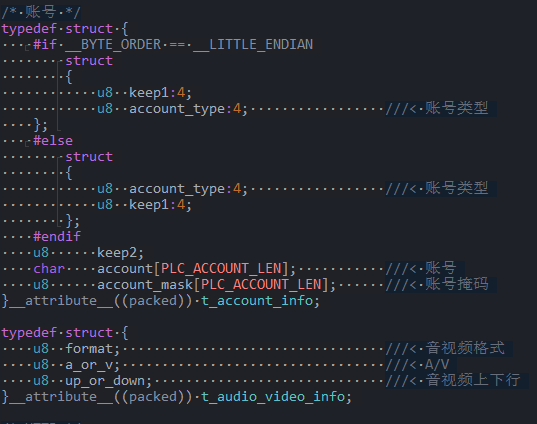 /* 账号 */
typedef struct {
    #if __BYTE_ORDER == __LITTLE_ENDIAN
        struct
        {
            u8  keep1:4;
            u8  account_type:4;                 ///< 账号类型
    };
    #else
        struct
        {
            u8  account_type:4;                 ///< 账号类型
            u8  keep1:4;
        };
    #endif
    u8      keep2;
    char    account[PLC_ACCOUNT_LEN];           ///< 账号
    u8      account_mask[PLC_ACCOUNT_LEN];      ///< 账号掩码
}__attribute__((packed)) t_account_info;

typedef struct {
    u8  format;                                 ///< 音视频格式
    u8  a_or_v;                                 ///< A/V
    u8  up_or_down;                             ///< 音视频上下行
}__attribute__((packed)) t_audio_video_info;